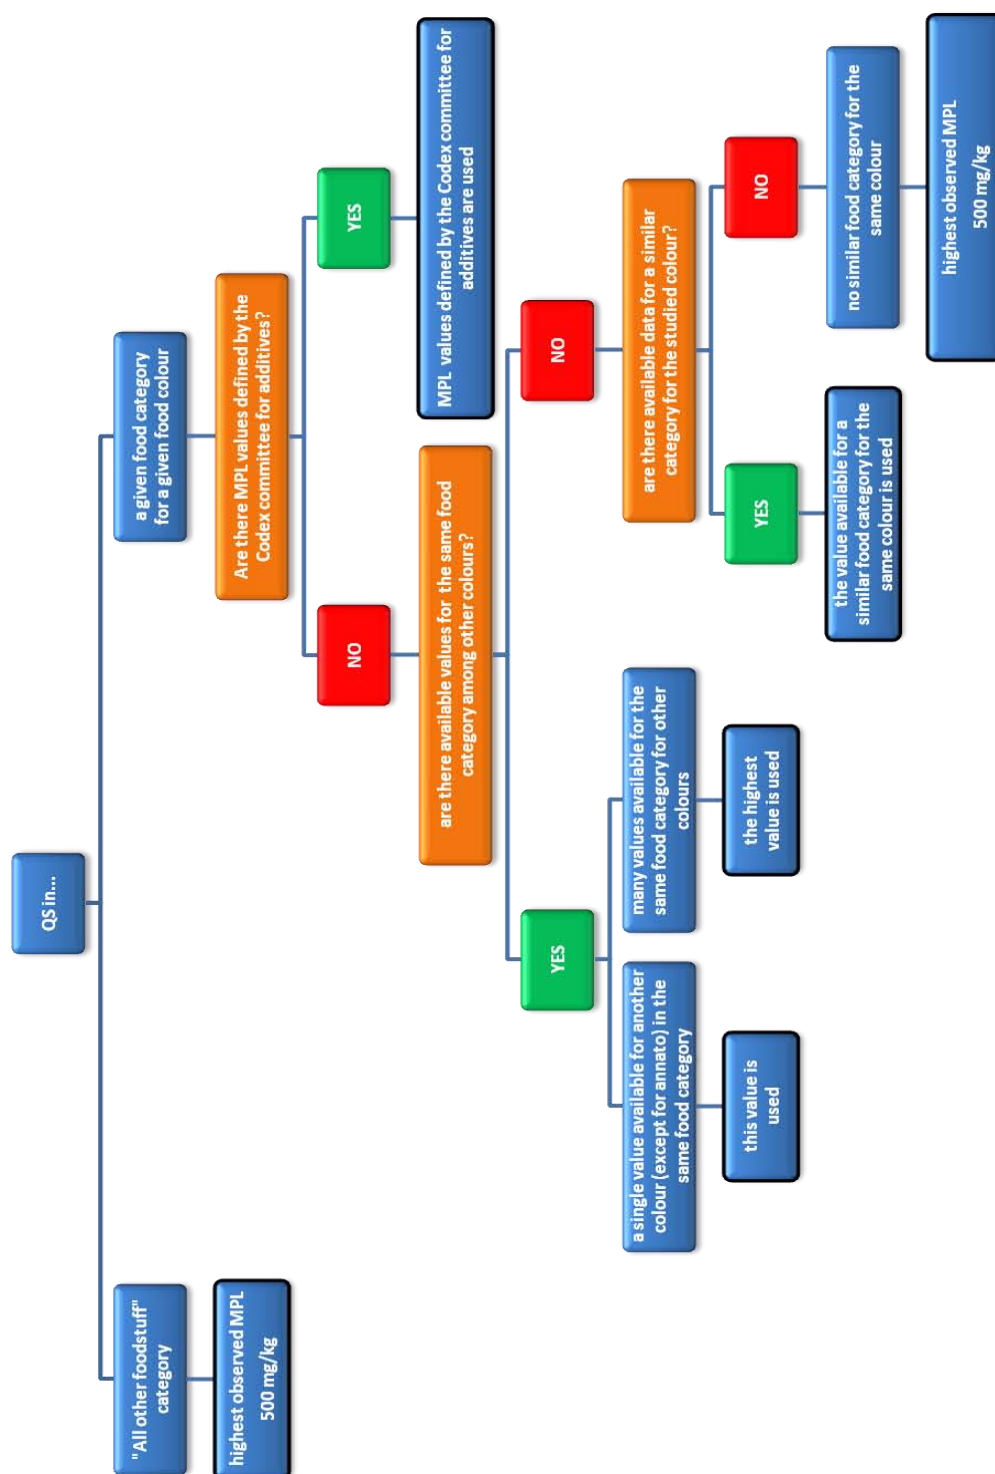 QS in...
"All other foodstuff"
category
highest observed MPL
500 mg/kg
a given food category
for a given food colour
Are there MPL values defined by the
Codex committee for additives?
NO
YES
MPL values defined by the Codex committee for
additives are used
are there available values for the same food
category among other colours?
YES
NO
a single value available for another
colour (except for annato) in the
same food category
this value is
used
many values available for the
same food category for other
colours
the highest
value is used
are there available data for a similar
category for the studied colour?
YES
NO
the value available for a
similar food category for the
same colour is used
no similar food category for the
same colour
highest observed MPL
500 mg/kg